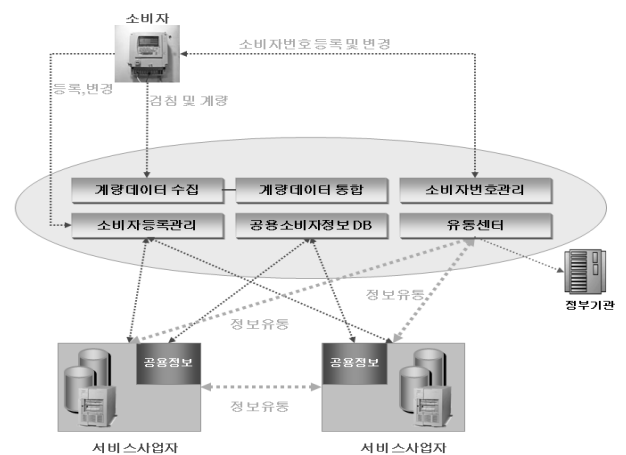 소비자
소비자번호등록 및 변경
등록,변경
검침 및 계량
계량데이터 수집
계량데이터 통합
소비자번호관리
소비자등록관리
공용소비자정보 DB
유통센터
정보유통
정부기관
정보유통
공용정보
공용정보
정보유통
서비스사업자
서비스사업자